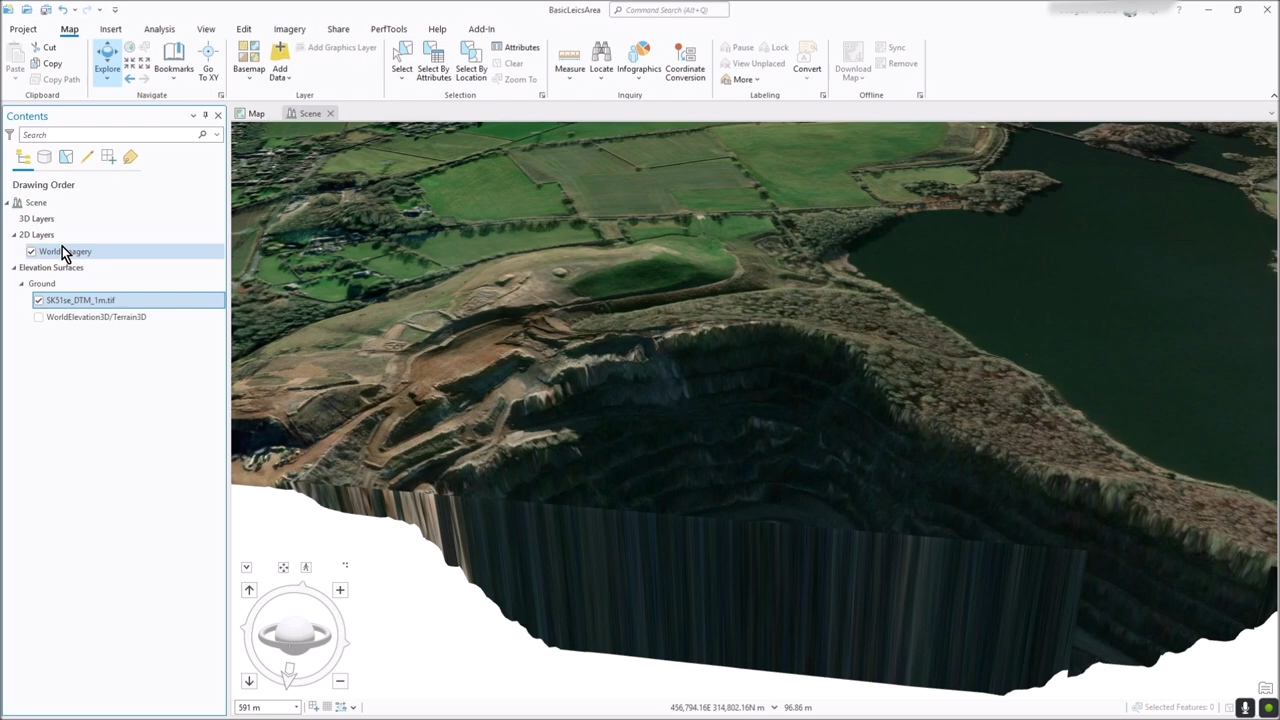 BasicLeicsArea
Command Search (Alt+Q)
?
Project Map Insert Analysis View Edit Imagery Share PerfTools Help Add-In
Paste
Cut
Copy
Copy Path
Clipboard
Explore
Bookmarks
Go To XY
Navigate
Basemap
Add Data
Add Graphics Layer
Layer
Select
Select By Attributes
Select By Location
Attributes
Clear
Zoom To
Selection
Measure
Locate
Infographics
Coordinate Conversion
Inquiry
Pause
Lock
View Unplaced
More
Convert
Labeling
Download Map
Sync
Remove
Offline
Contents
Search
Drawing Order
Scene
3D Layers
2D Layers
World Imagery
Elevation Surfaces
Ground
SK51se_DTM_1m.tif
WorldElevation3D/Terrain3D
Map
Scene
591 m
456,794.16E 314,802.16N m
96.86 m
Selected Features: 0